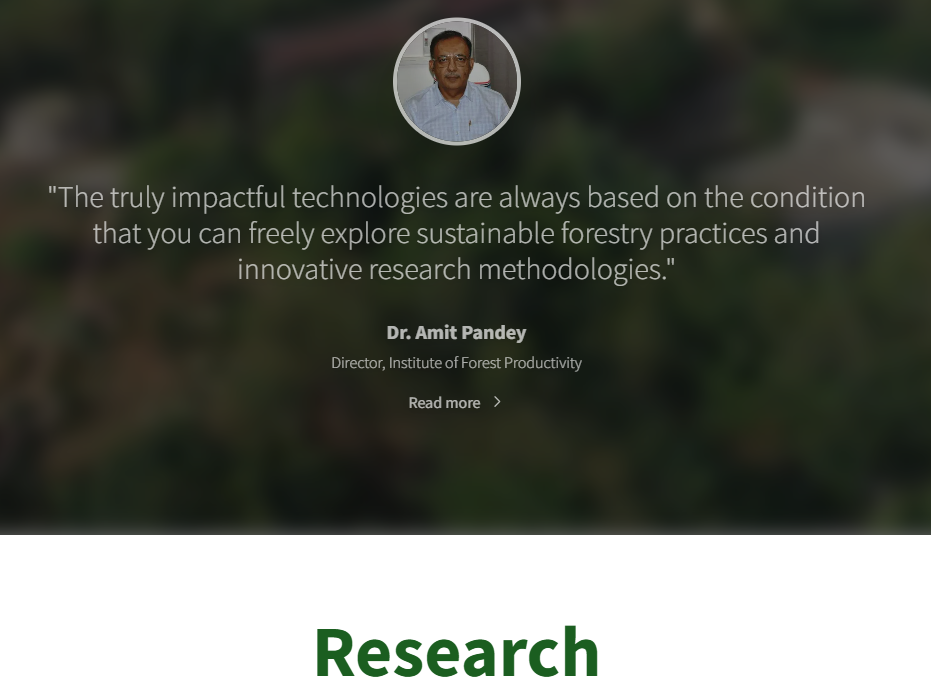 "The truly impactful technologies are always based on the condition
that you can freely explore sustainable forestry practices and
innovative research methodologies."
Dr. Amit Pandey
Director, Institute of Forest Productivity
Read more
Research